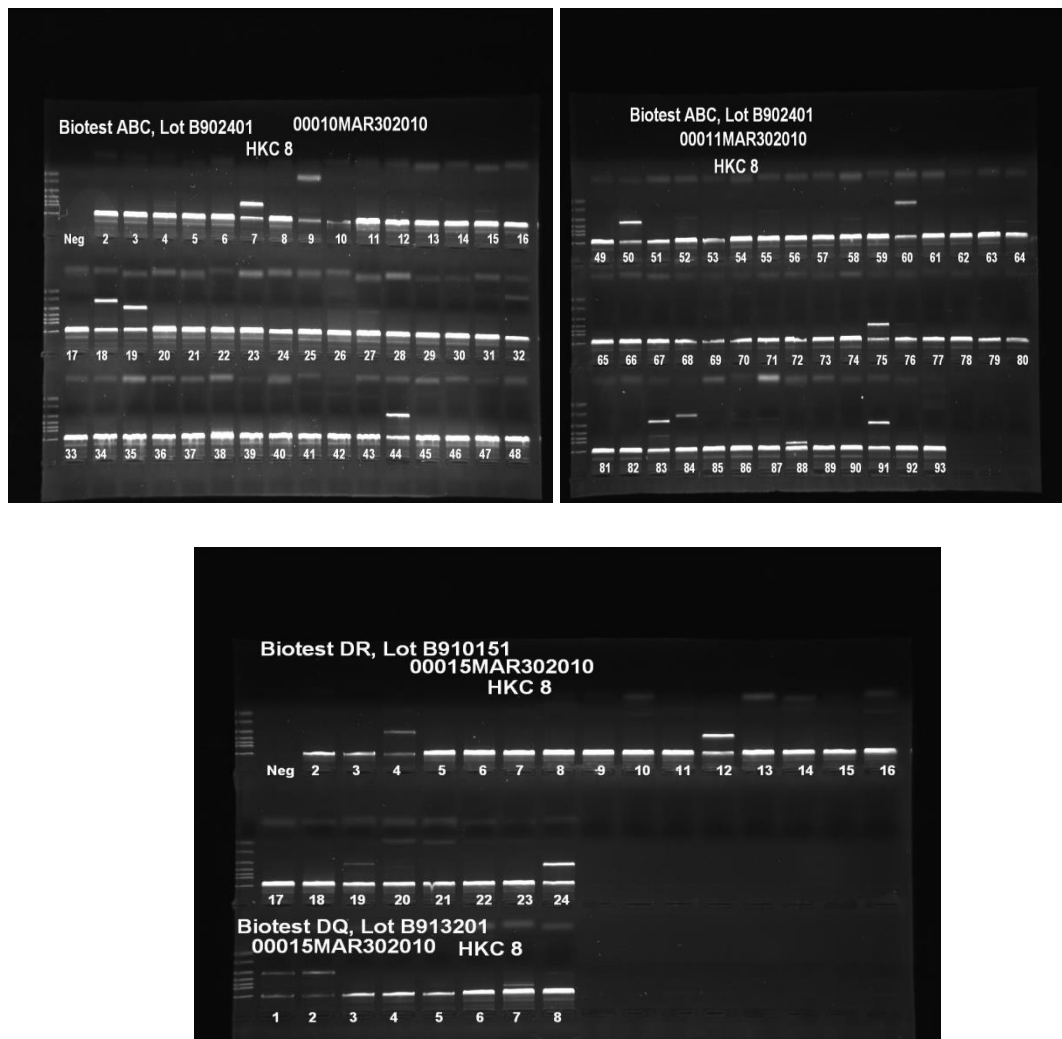 Biotest ABC, Lot B902401
00010MAR302010
HKC 8
Neg 2 3 4 5 6 7 8 9 10 11 12 13 14 15 16
17 18 19 20 21 22 23 24 25 26 27 28 29 30 31 32
33 34 35 36 37 38 39 40 41 42 43 44 45 46 47 48
Biotest ABC, Lot B902401
00011MAR302010
HKC 8
49 50 51 52 53 54 55 56 57 58 59 60 61 62 63 64
65 66 67 68 69 70 71 72 73 74 75 76 77 78 79 80
81 82 83 84 85 86 87 88 89 90 91 92 93
Biotest DR, Lot B910151
00015MAR302010
HKC 8
Neg 2 3 4 5 6 7 8 9 10 11 12 13 14 15 16
17 18 19 20 21 22 23 24
Biotest DQ, Lot B913201
00015MAR302010 HKC 8
1 2 3 4 5 6 7 8